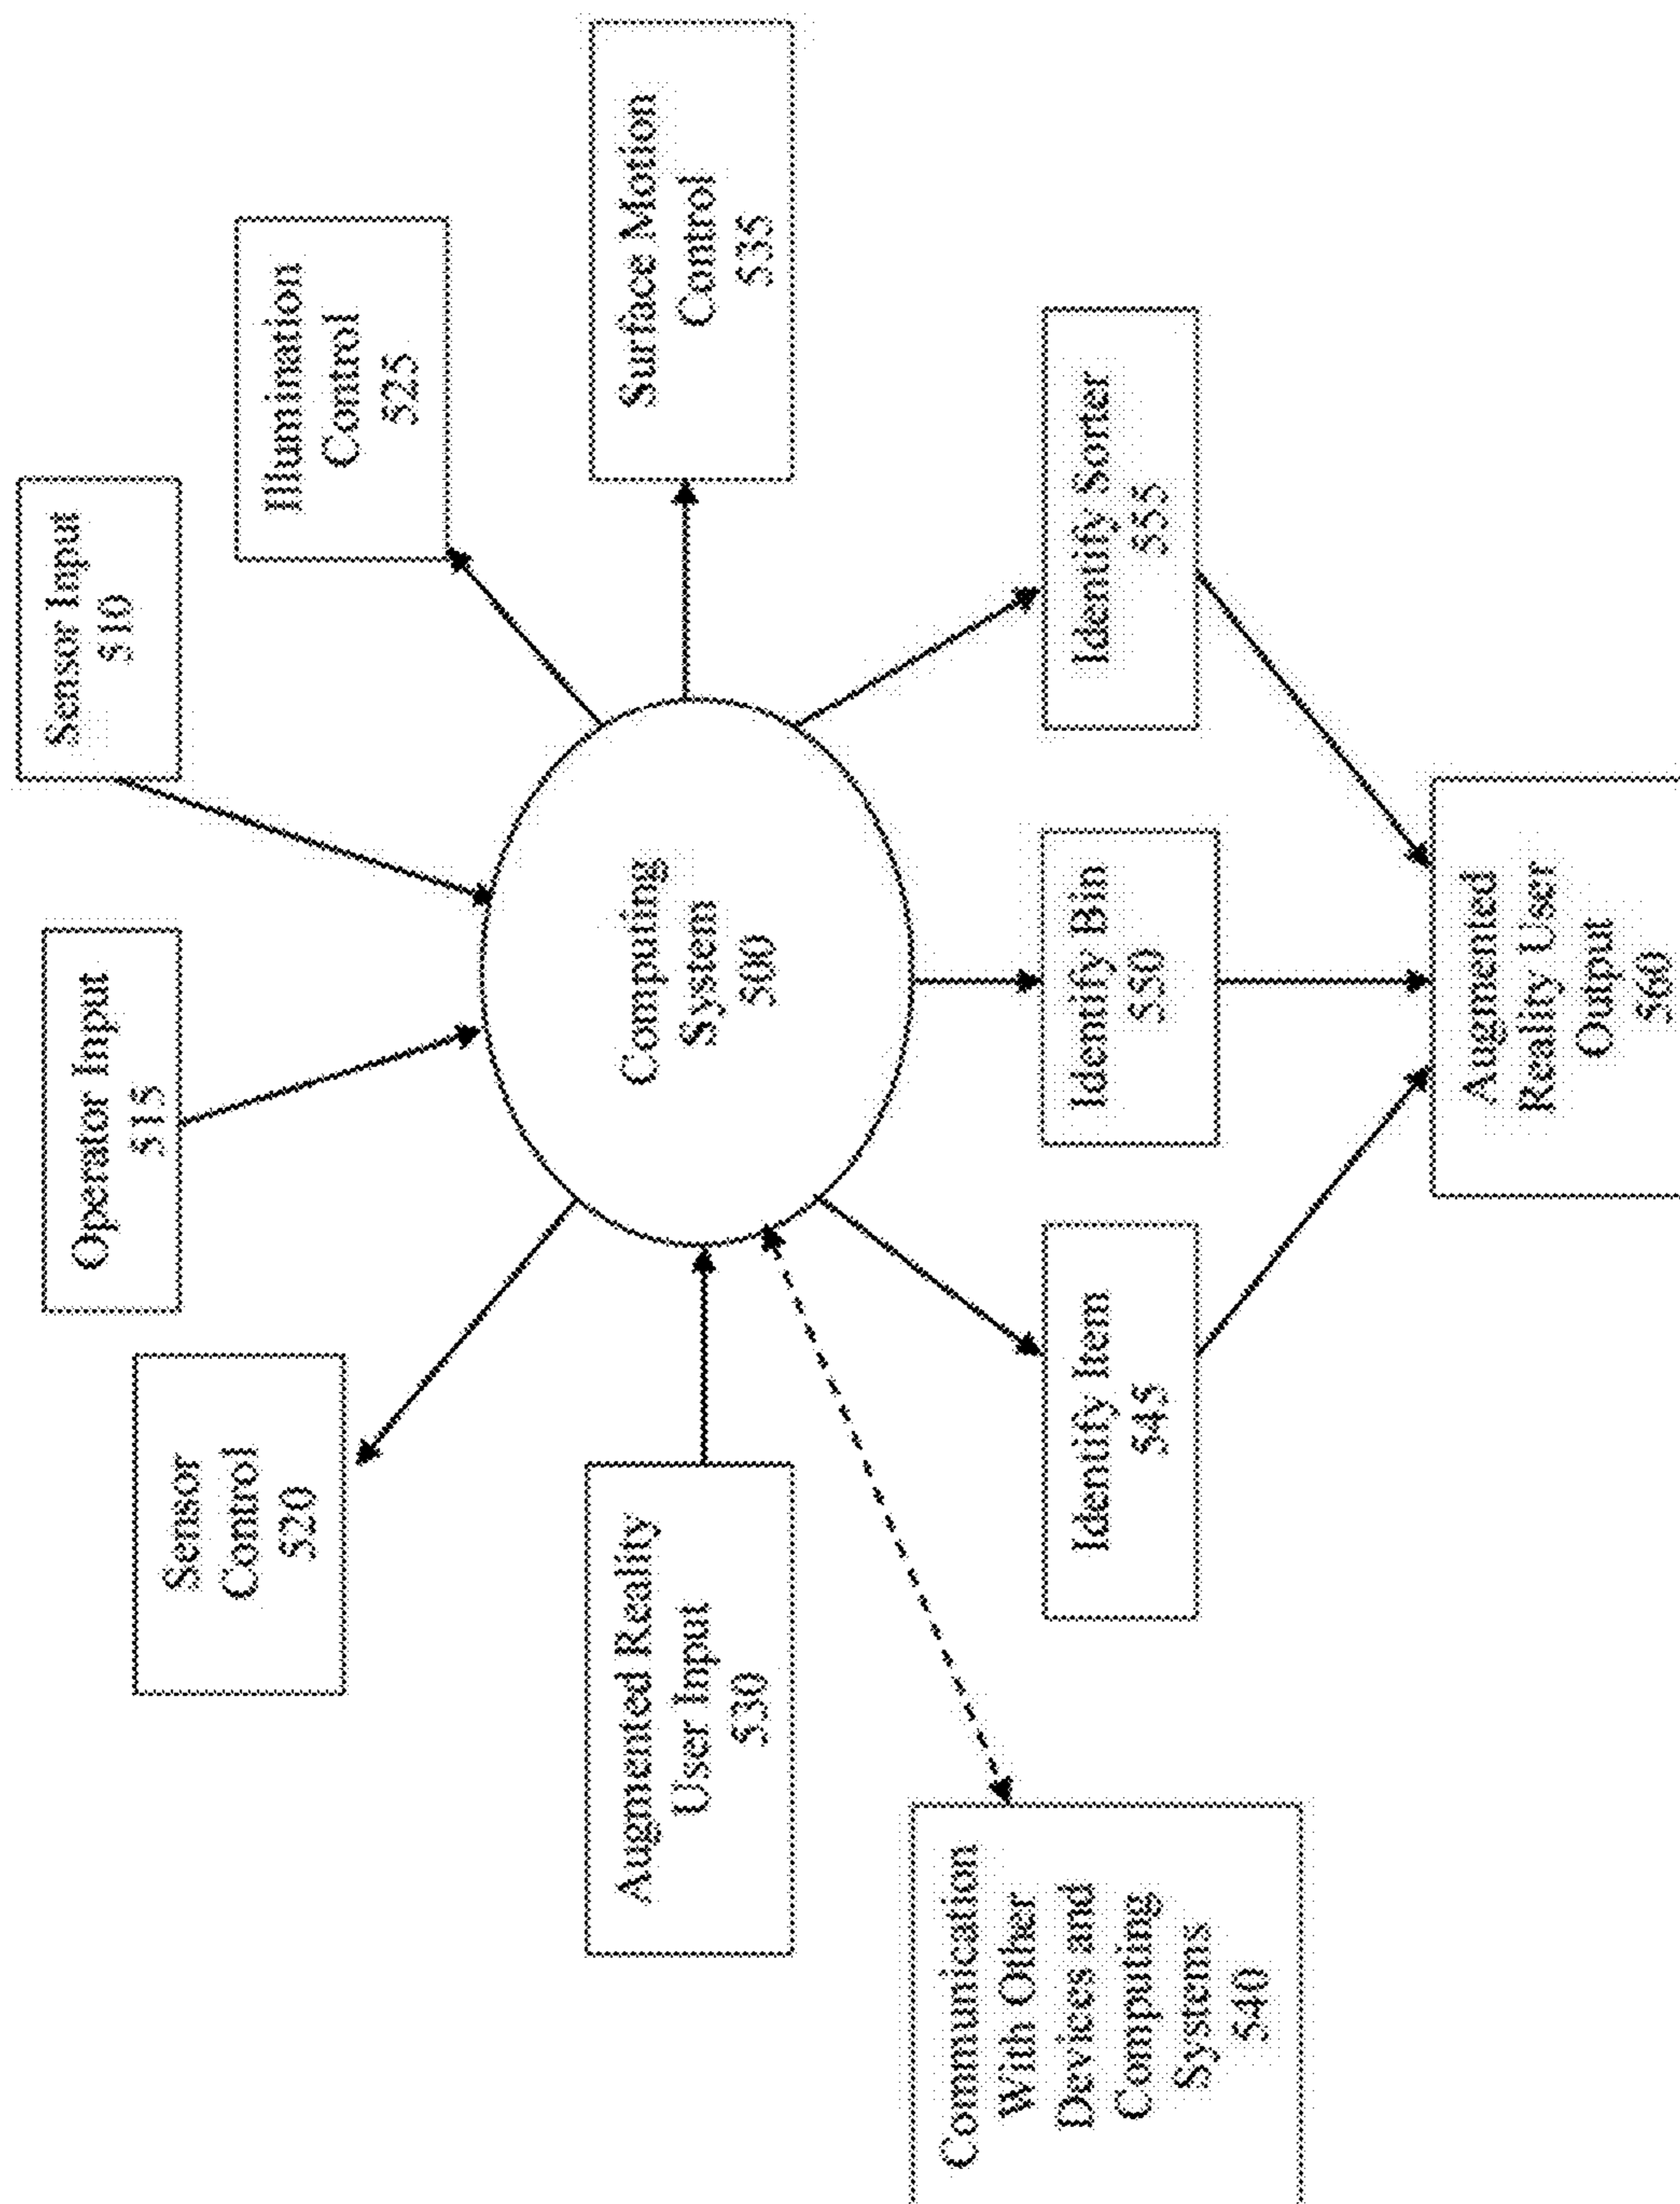 Operator Input
515
Sensor Input
510
Sensor
Control
520
Illumination
Control
525
Augmented Reality
User Input
530
Computing
System
500
Surface Motion
Control
535
Communication
With Other
Devices and
Computing
Systems
540
Identify Item
545
Identify Bin
550
Identify Sorter
555
Augmented
Reality User
Output
560